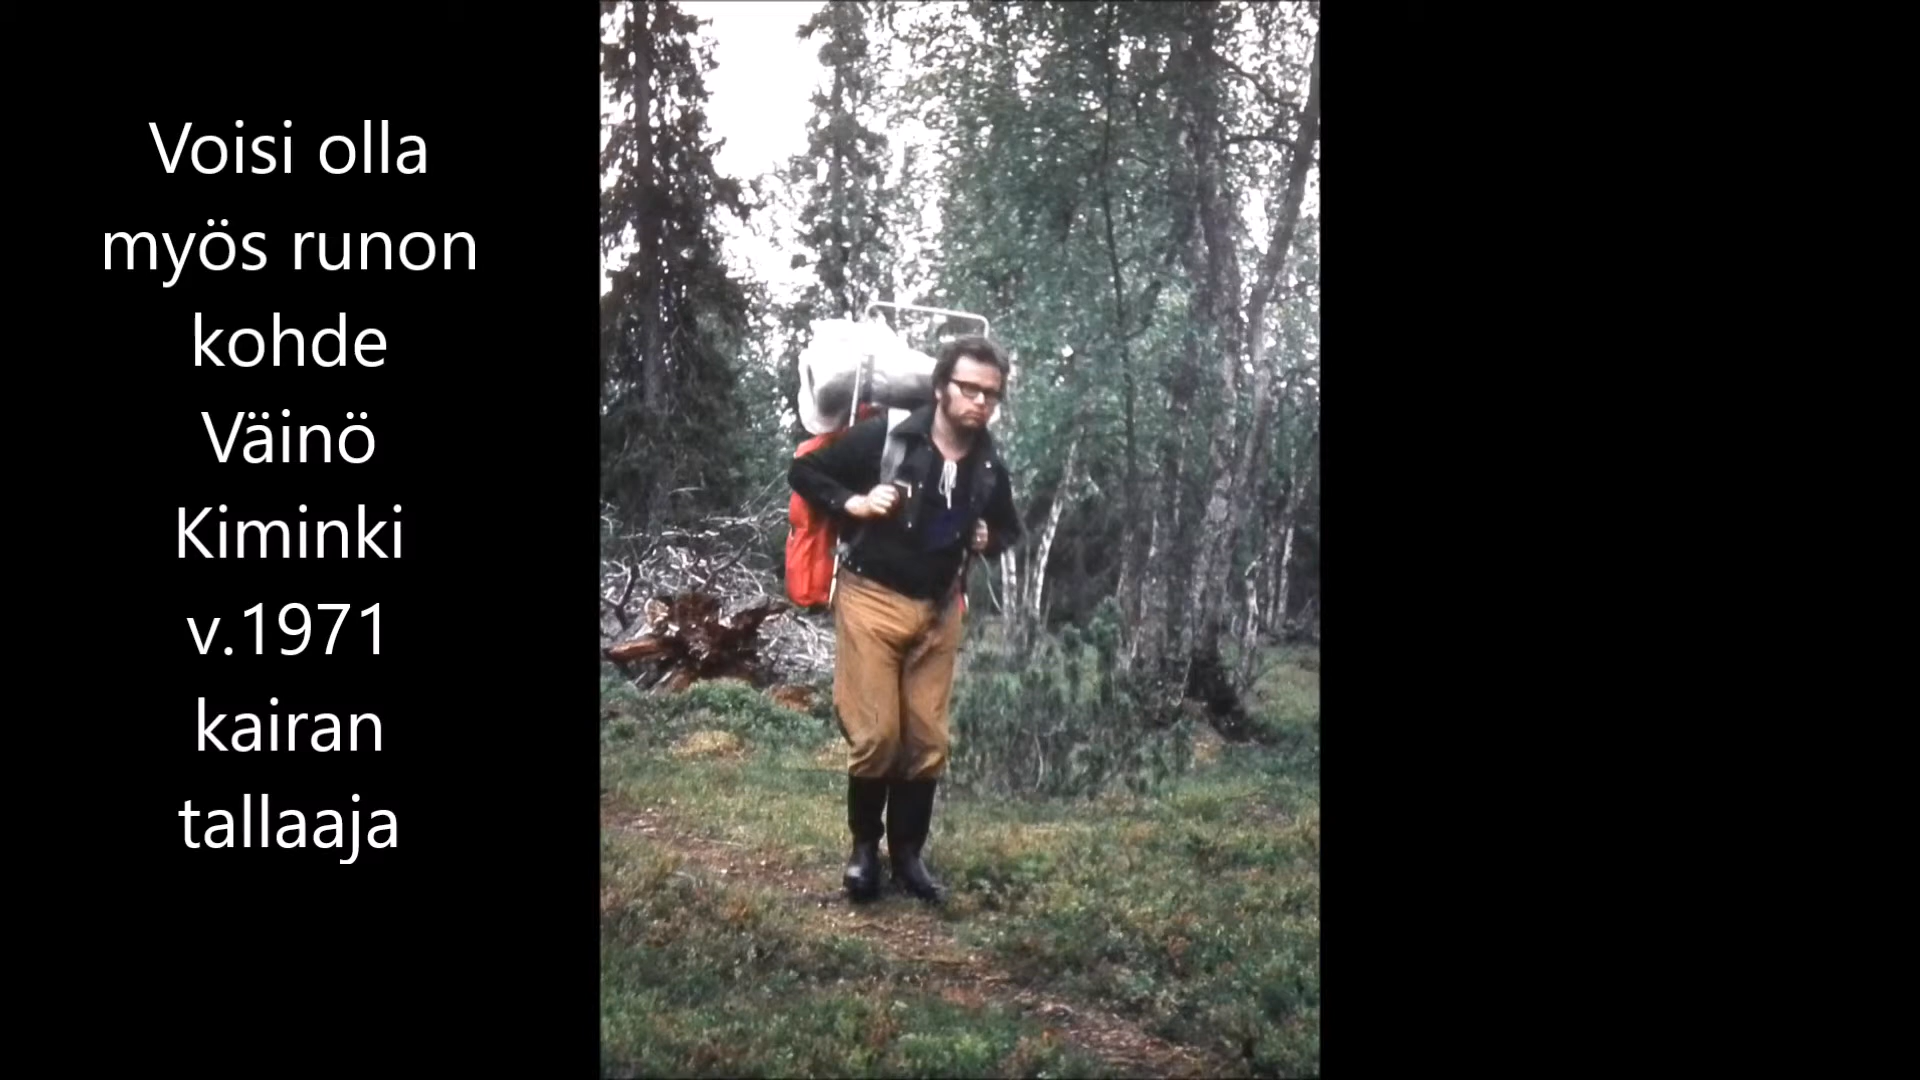 Voisi olla
myös runon
kohde
Väinö
Kiminki
v.1971
kairan
tallaaja